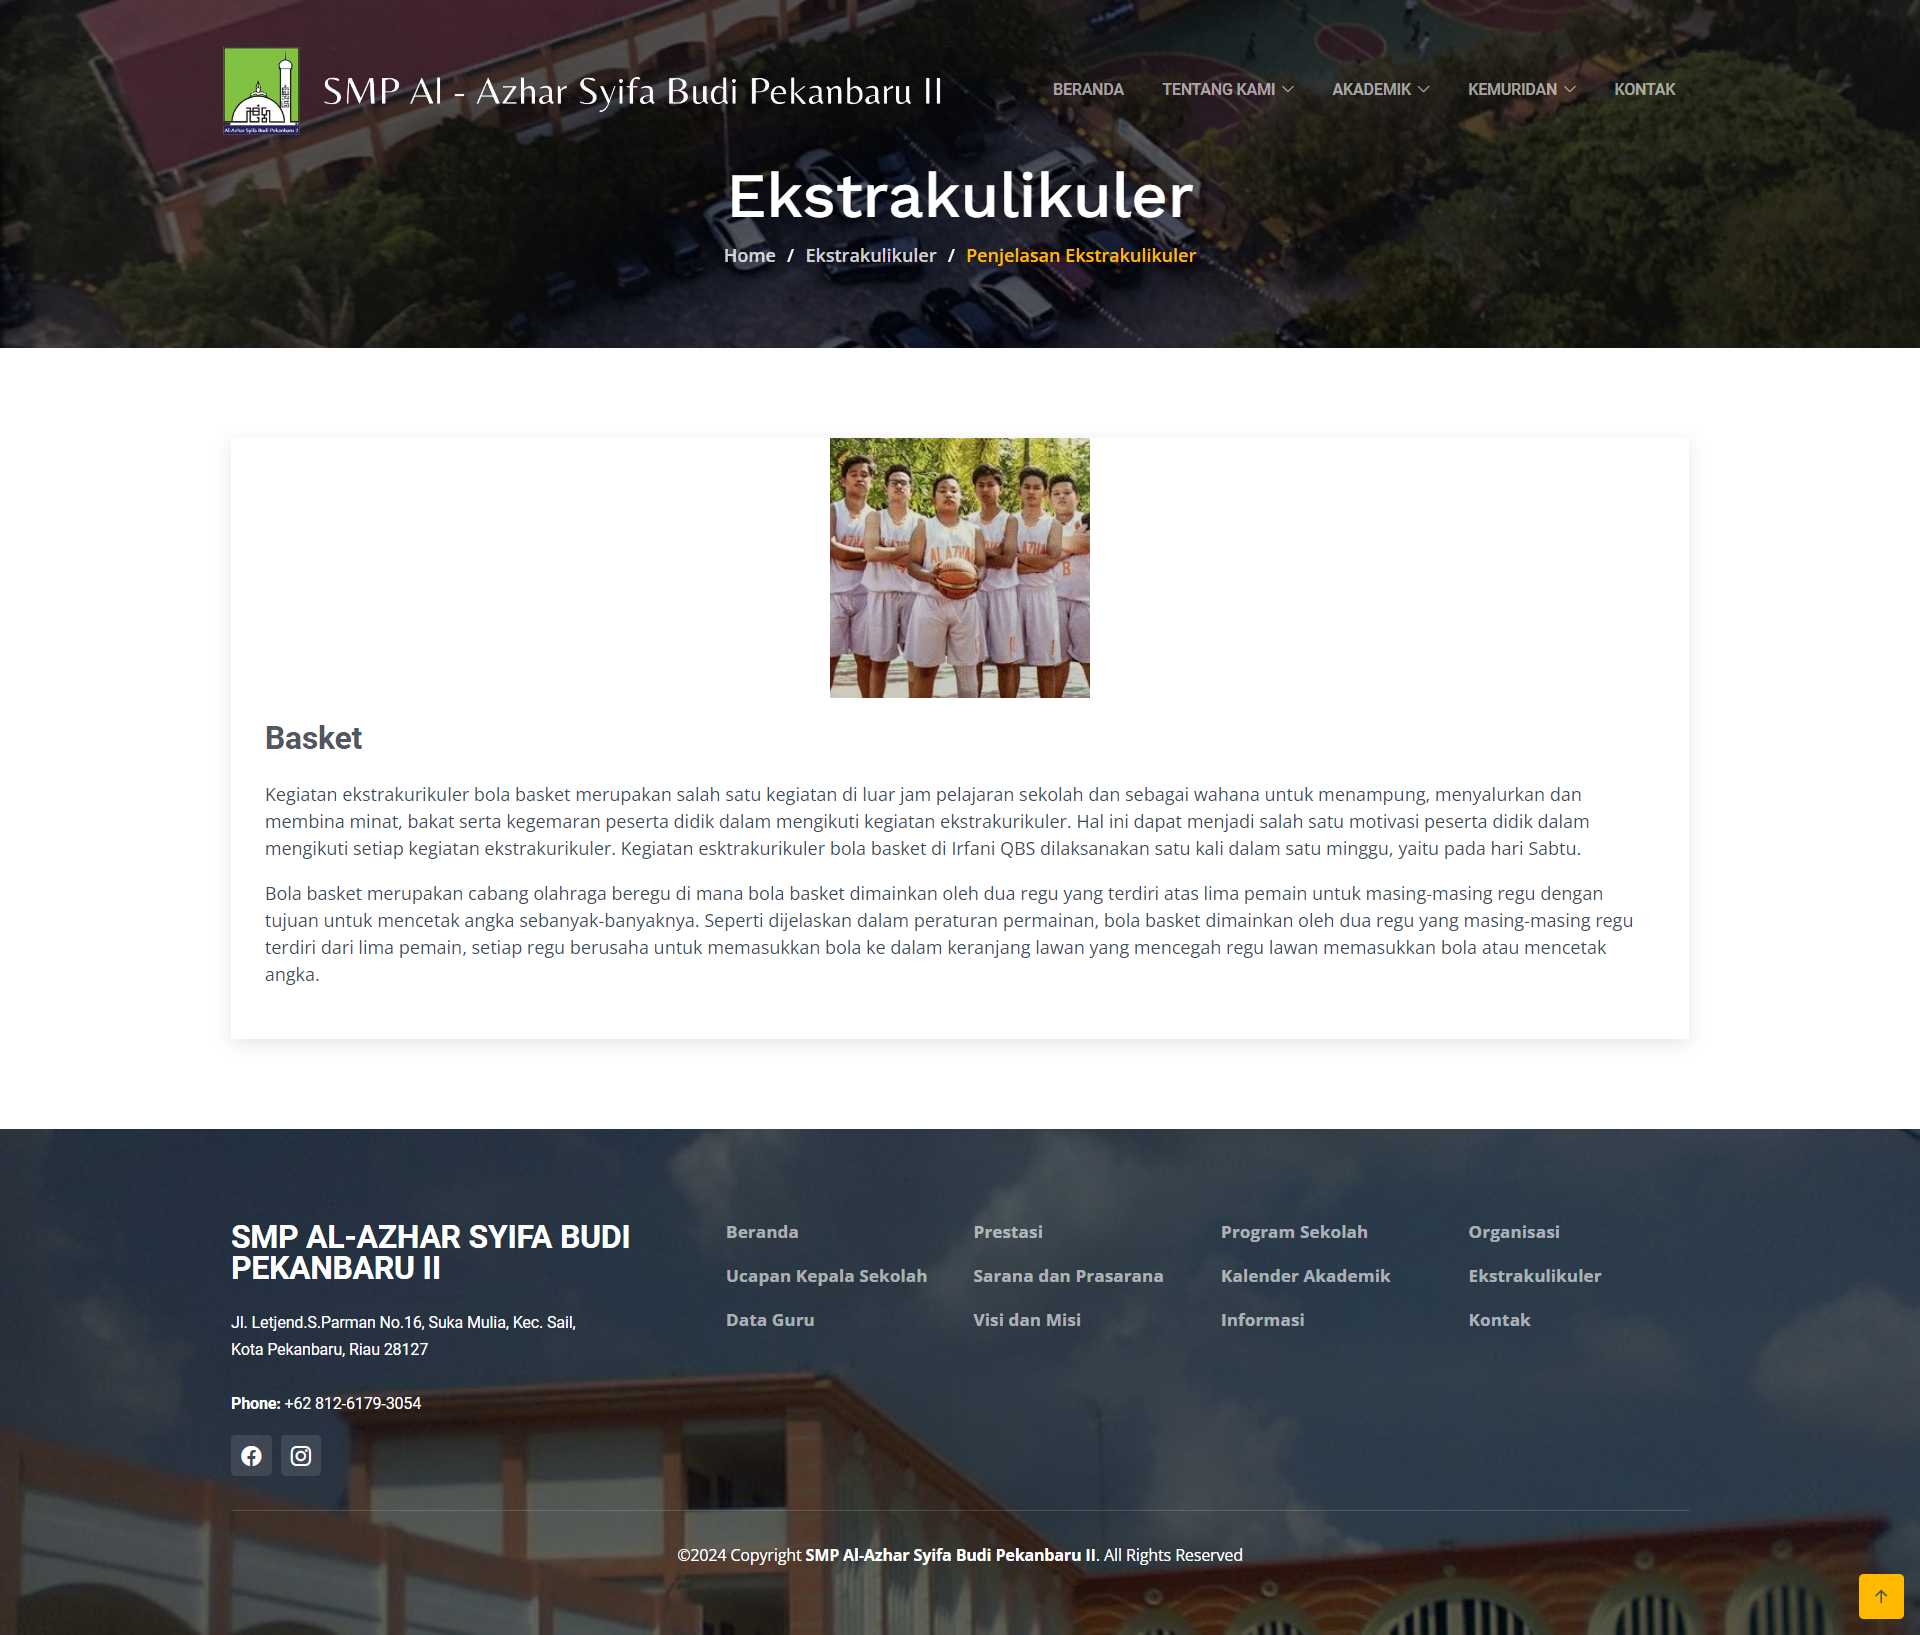 Al-Azhar Syifa Budi Pekanbaru 2
SMP Al - Azhar Syifa Budi Pekanbaru II
BERANDA TENTANG KAMI AKADEMIK KEMURIDAN KONTAK
Ekstrakulikuler
Home / Ekstrakulikuler / Penjelasan Ekstrakulikuler
AL AZHAR
Basket
Kegiatan ekstrakurikuler bola basket merupakan salah satu kegiatan di luar jam pelajaran sekolah dan sebagai wahana untuk menampung, menyalurkan dan
membina minat, bakat serta kegemaran peserta didik dalam mengikuti kegiatan ekstrakurikuler. Hal ini dapat menjadi salah satu motivasi peserta didik dalam
mengikuti setiap kegiatan ekstrakurikuler. Kegiatan esktrakurikuler bola basket di Irfani QBS dilaksanakan satu kali dalam satu minggu, yaitu pada hari Sabtu.
Bola basket merupakan cabang olahraga beregu di mana bola basket dimainkan oleh dua regu yang terdiri atas lima pemain untuk masing-masing regu dengan
tujuan untuk mencetak angka sebanyak-banyaknya. Seperti dijelaskan dalam peraturan permainan, bola basket dimainkan oleh dua regu yang masing-masing regu
terdiri dari lima pemain, setiap regu berusaha untuk memasukkan bola ke dalam keranjang lawan yang mencegah regu lawan memasukkan bola atau mencetak
angka.
SMP AL-AZHAR SYIFA BUDI
PEKANBARU II
Jl. Letjend.S.Parman No.16, Suka Mulia, Kec. Sail,
Kota Pekanbaru, Riau 28127
Phone: +62 812-6179-3054
Beranda Prestasi Program Sekolah Organisasi
Ucapan Kepala Sekolah Sarana dan Prasarana Kalender Akademik Ekstrakulikuler
Data Guru Visi dan Misi Informasi Kontak
©2024 Copyright SMP Al-Azhar Syifa Budi Pekanbaru II. All Rights Reserved